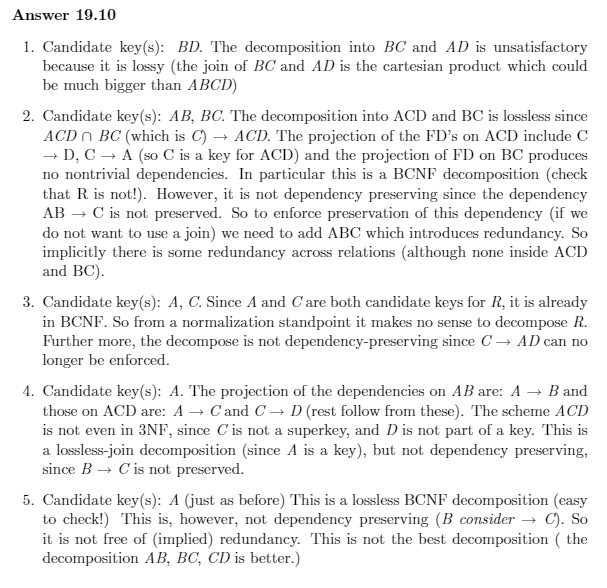 Answer 19.10
1. Candidate key(s): BD. The decomposition into BC and AD is unsatisfactory
because it is lossy (the join of BC and AD is the cartesian product which could
be much bigger than ABCD)
2. Candidate key(s): AB, BC. The decomposition into ACD and BC is lossless since
ACD ∩ BC (which is C) → ACD. The projection of the FD's on ACD include C
→ D, C → A (so C is a key for ACD) and the projection of FD on BC produces
no nontrivial dependencies. In particular this is a BCNF decomposition (check
that R is not!). However, it is not dependency preserving since the dependency
AB → C is not preserved. So to enforce preservation of this dependency (if we
do not want to use a join) we need to add ABC which introduces redundancy. So
implicitly there is some redundancy across relations (although none inside ACD
and BC).
3. Candidate key(s): A, C. Since A and C are both candidate keys for R, it is already
in BCNF. So from a normalization standpoint it makes no sense to decompose R.
Further more, the decompose is not dependency-preserving since C → AD can no
longer be enforced.
4. Candidate key(s): A. The projection of the dependencies on AB are: A → B and
those on ACD are: A → C and C → D (rest follow from these). The scheme ACD
is not even in 3NF, since C is not a superkey, and D is not part of a key. This is
a lossless-join decomposition (since A is a key), but not dependency preserving,
since B → C is not preserved.
5. Candidate key(s): A (just as before) This is a lossless BCNF decomposition (easy
to check!) This is, however, not dependency preserving (B consider → C). So
it is not free of (implied) redundancy. This is not the best decomposition ( the
decomposition AB, BC, CD is better.)